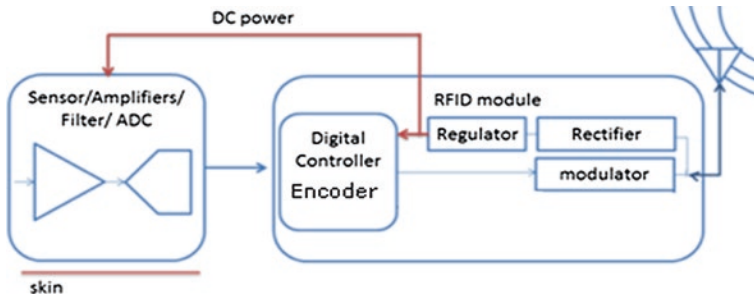 DC power
Sensor/Amplifiers/
Filter/ ADC
RFID module
Digital
Controller
Encoder
Regulator
Rectifier
modulator
skin